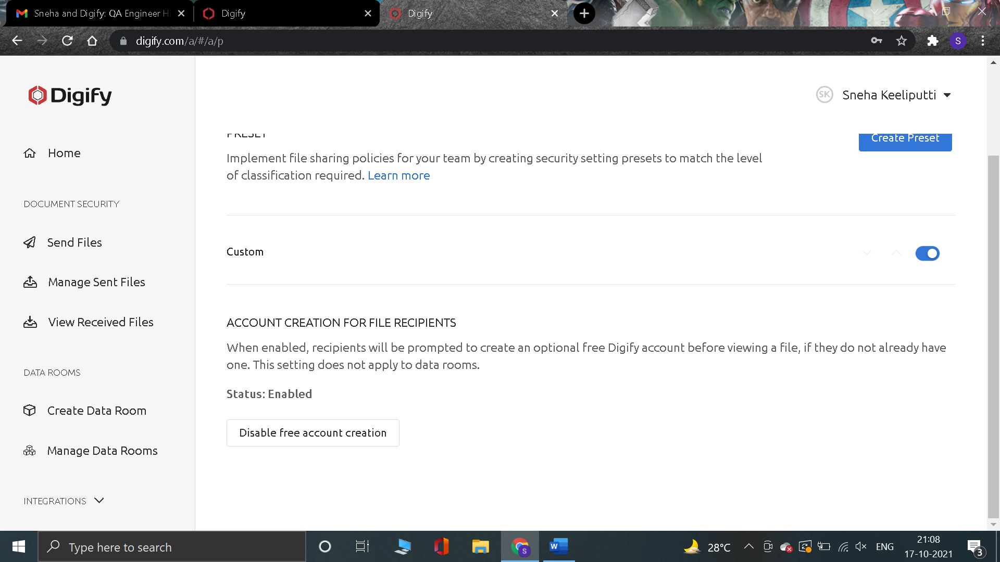 Sneha and Digify: QA Engineer Hi
Digify
Digify
digify.com/a/#/a/p
S
Digify
SK
Sneha Keeliputti
Home
DOCUMENT SECURITY
Send Files
Manage Sent Files
View Received Files
DATA ROOMS
Create Data Room
Manage Data Rooms
INTEGRATIONS
PRESET
Create Preset
Implement file sharing policies for your team by creating security setting presets to match the level
of classification required. Learn more
Custom
ACCOUNT CREATION FOR FILE RECIPIENTS
When enabled, recipients will be prompted to create an optional free Digify account before viewing a file, if they do not already have
one. This setting does not apply to data rooms.
Status: Enabled
Disable free account creation
Type here to search
S
W
28°C
ENG
21:08
17-10-2021
3